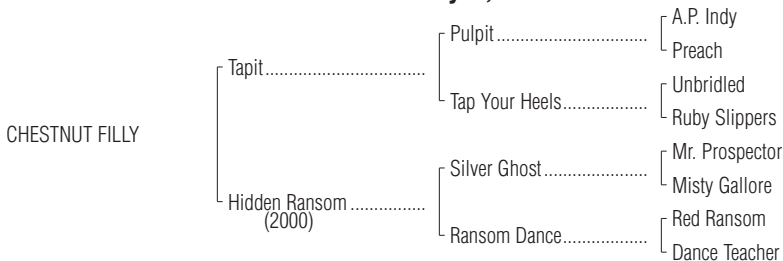 A.P. Indy
Pulpit
Preach
Tapit
Unbridled
Tap Your Heels
Ruby Slippers
CHESTNUT FILLY
Mr. Prospector
Silver Ghost
Misty Gallore
Hidden Ransom
(2000)
Red Ransom
Ransom Dance
Dance Teacher